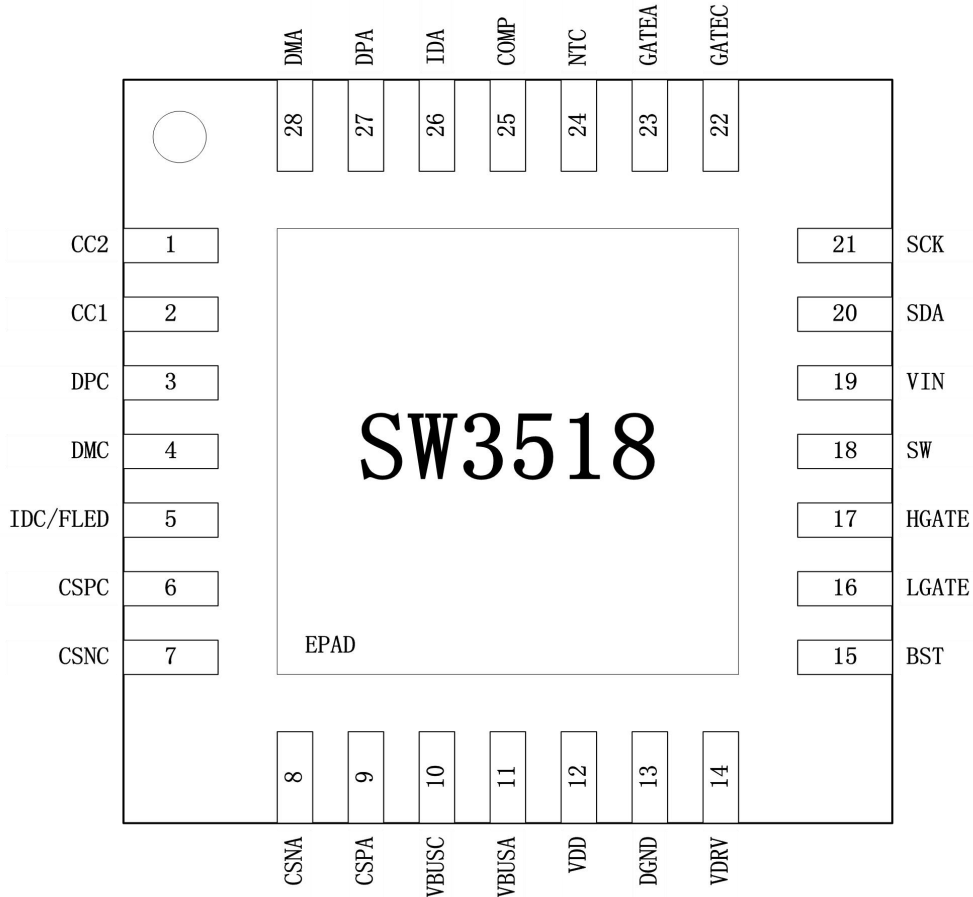 DMA DPA IDA COMP NTC GATEA GATEC
28 27 26 25 24 23 22
CC2 1 21 SCK
CC1 2 20 SDA
DPC 3 19 VIN
DMC 4 18 SW
SW3518
IDC/FLED 5 17 HGATE
CSPC 6 16 LGATE
CSNC 7 15 BST
EPAD
8 9 10 11 12 13 14
CSNA CSPA VBUSC VBUSA VDD DGND VDRV